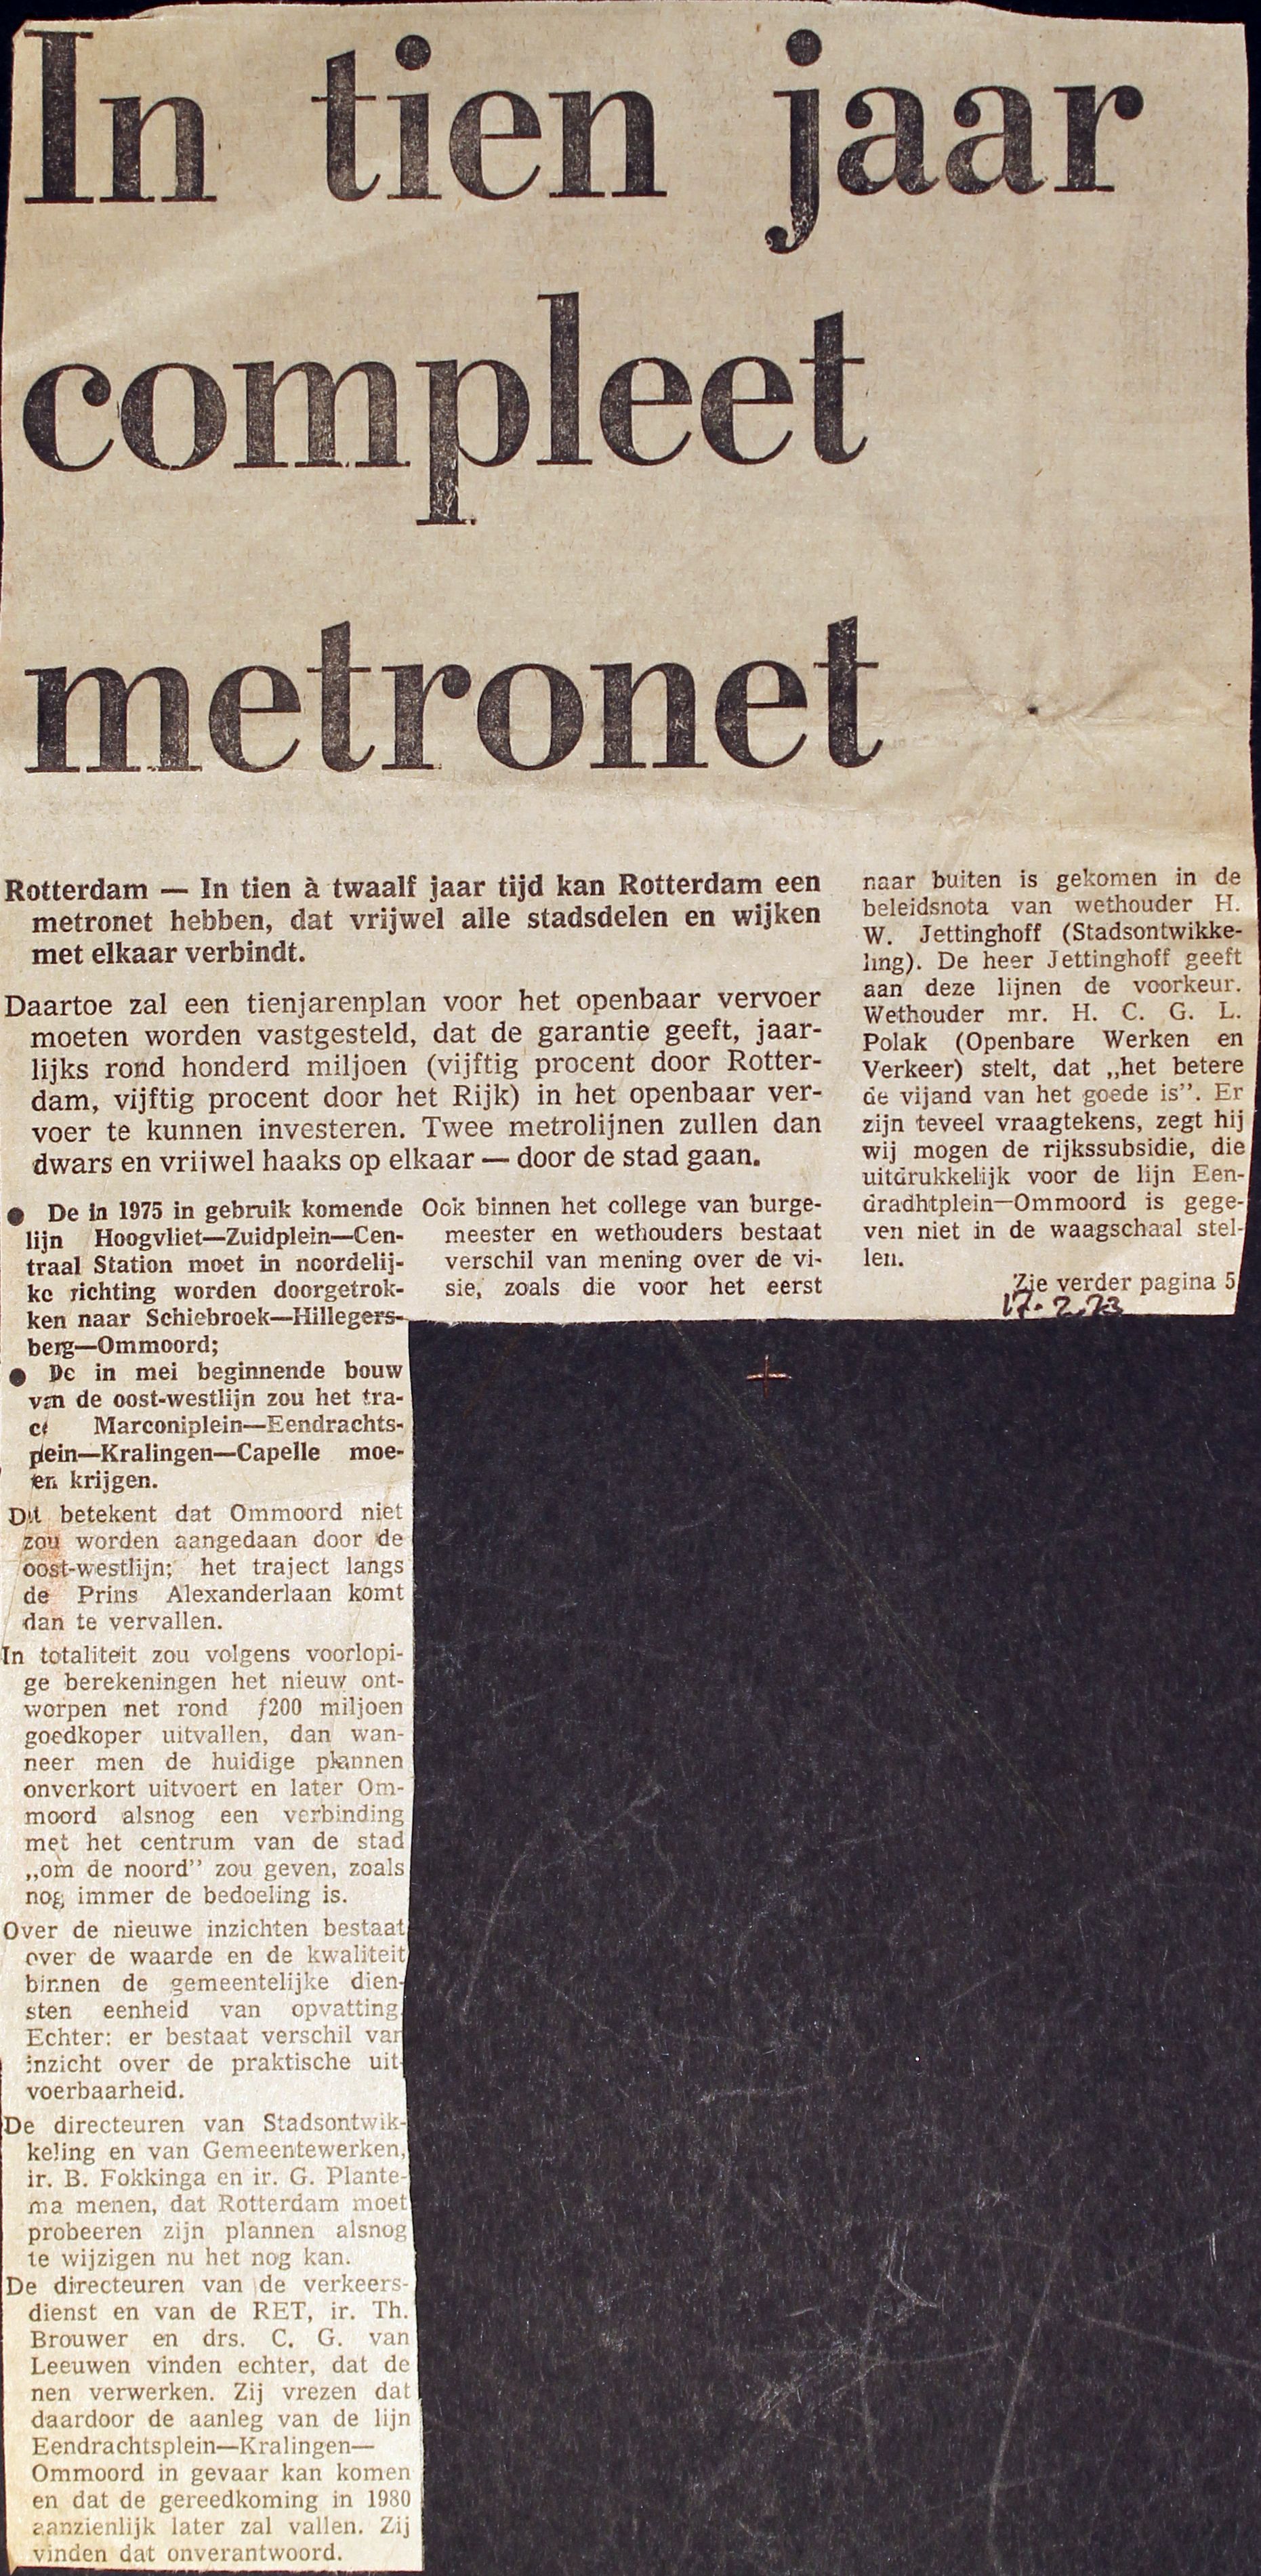 In tien jaar
compleet
metronet
Rotterdam — In tien à twaalf jaar tijd kan Rotterdam een
metronet hebben, dat vrijwel alle stadsdelen en wijken
met elkaar verbindt.
Daartoe zal een tienjarenplan voor het openbaar vervoer
moeten worden vastgesteld, dat de garantie geeft, jaar-
lijks rond honderd miljoen (vijftig procent door Rotter-
dam, vijftig procent door het Rijk) in het openbaar ver-
voer te kunnen investeren. Twee metrolijnen zullen dan
dwars en vrijwel haaks op elkaar — door de stad gaan.
● De in 1975 in gebruik komende
lijn Hoogvliet—Zuidplein—Cen-
traal Station moet in noordelij-
ke richting worden doorgetrok-
ken naar Schiebroek—Hillegers-
berg—Ommoord;
● De in mei beginnende bouw
van de oost-westlijn zou het tra-
ce Marconiplein—Eendrachts-
plein—Kralingen—Capelle moe-
en krijgen.
Dit betekent dat Ommoord niet
zou worden aangedaan door de
oost-westlijn; het traject langs
de Prins Alexanderlaan komt
dan te vervallen.
In totaliteit zou volgens voorlopi-
ge berekeningen het nieuw ont-
worpen net rond ƒ200 miljoen
goedkoper uitvallen, dan wan-
neer men de huidige plannen
onverkort uitvoert en later Om-
moord alsnog een verbinding
met het centrum van de stad
„om de noord” zou geven, zoals
nog immer de bedoeling is.
Over de nieuwe inzichten bestaat
over de waarde en de kwaliteit
binnen de gemeentelijke dien-
sten eenheid van opvatting.
Echter: er bestaat verschil van
inzicht over de praktische uit-
voerbaarheid.
De directeuren van Stadsontwik-
keling en van Gemeentewerken,
ir. B. Fokkinga en ir. G. Plante-
ma menen, dat Rotterdam moet
probeeren zijn plannen alsnog
te wijzigen nu het nog kan.
De directeuren van de verkeers-
dienst en van de RET, ir. Th.
Brouwer en drs. C. G. van
Leeuwen vinden echter, dat de
nen verwerken. Zij vrezen dat
daardoor de aanleg van de lijn
Eendrachtsplein—Kralingen—
Ommoord in gevaar kan komen
en dat de gereedkoming in 1980
aanzienlijk later zal vallen. Zij
vinden dat onverantwoord.
Ook binnen het college van burge-
meester en wethouders bestaat
verschil van mening over de vi-
sie, zoals die voor het eerst
naar buiten is gekomen in de
beleidsnota van wethouder H.
W. Jettinghoff (Stadsontwikke-
ling). De heer Jettinghoff geeft
aan deze lijnen de voorkeur.
Wethouder mr. H. C. G. L.
Polak (Openbare Werken en
Verkeer) stelt, dat „het betere
de vijand van het goede is”. Er
zijn teveel vraagtekens, zegt hij
wij mogen de rijkssubsidie, die
uitdrukkelijk voor de lijn Een-
dradhtplein—Ommoord is gege-
ven niet in de waagschaal stel-
len.
Zie verder pagina 5
17-2.73